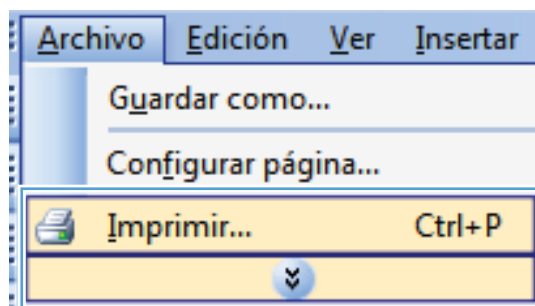 Archivo Edición Ver Insertar
Guardar como...
Configurar página...
Imprimir... Ctrl+P